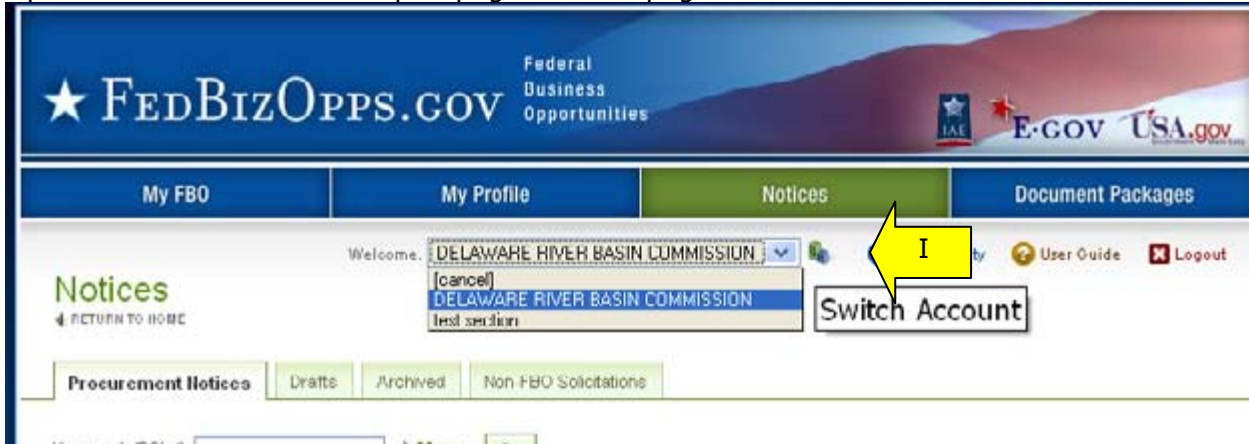 ★ FEDBIZOPPS.GOV Federal Business Opportunities
IAE E-GOV USA.gov
My FBO My Profile Notices Document Packages
Welcome, DELAWARE RIVER BASIN COMMISSION I User Guide Logout
[cancel]
DELAWARE RIVER BASIN COMMISSION
test section
Switch Account
Notices
RETURN TO HOME
Procurement Notices Drafts Archived Non-FBO Solicitations